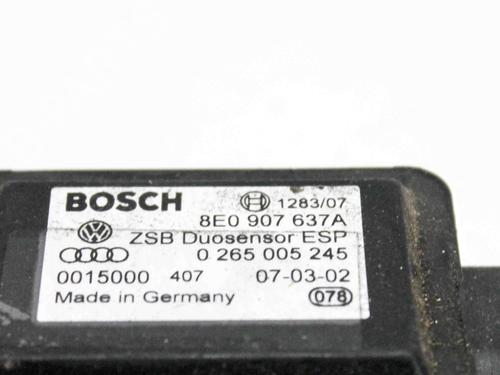 BOSCH 1283/07
8E0 907 637A
ZSB Duosensor ESP
0 265 005 245
0015000 407 07-03-02
Made in Germany 078